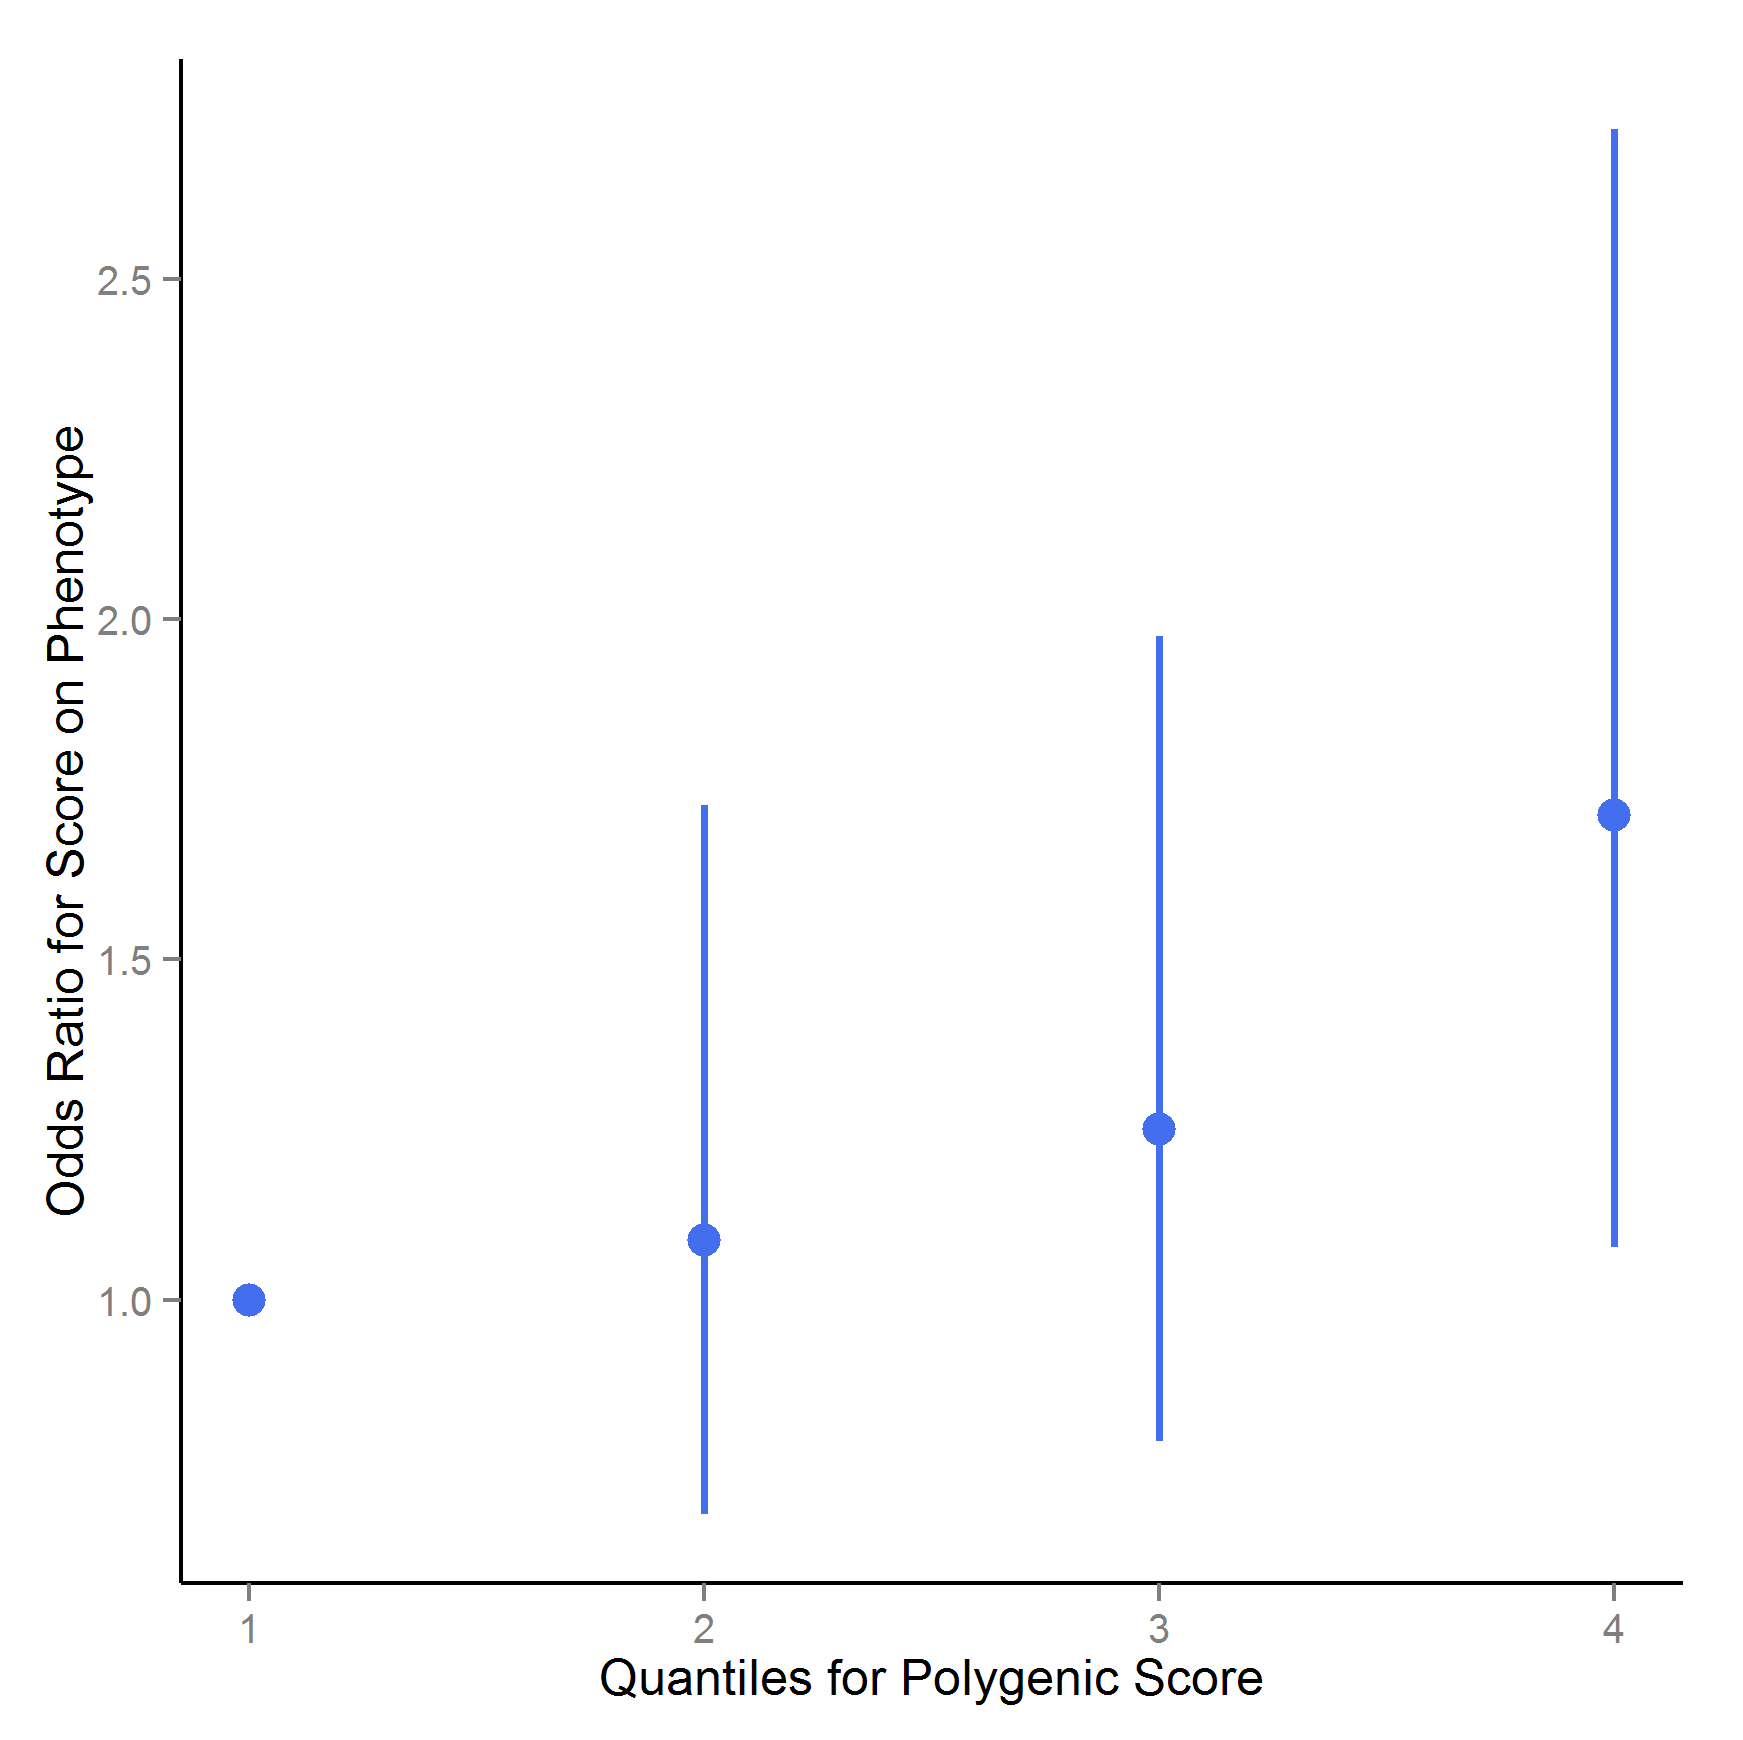 Odds Ratio for Score on Phenotype
2.5
2.0
1.5
1.0
1 2 3 4
Quantiles for Polygenic Score